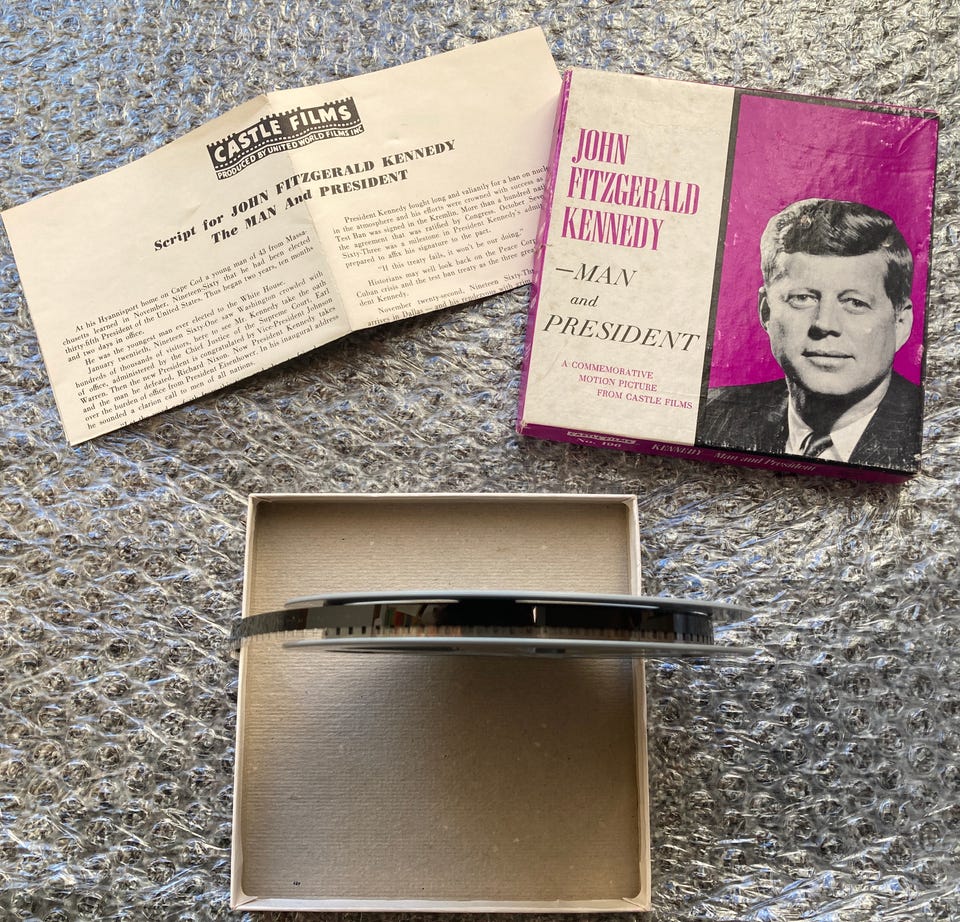 CASTLE FILMS
PRODUCED BY UNITED WORLD FILMS INC
Script for JOHN FITZGERALD KENNEDY
The MAN And PRESIDENT
At his Hyannisport home on Cape Cod a young man of 43 from Massa-
chusetts learned in November, Nineteen-Sixty that he had been elected
thirty-fifth President of the United States. Thus began two years, ten months
and two days in office.
He was the youngest man ever elected to the White House.
January twentieth, Nineteen Sixty-One saw Washington crowded with
hundreds of thousands of visitors, here to see Mr. Kennedy take the oath
of office, administered by the Chief Justice of the Supreme Court, Earl
Warren. Then the new President is congratulated by Vice-President Johnson
and the man he defeated, Richard Nixon. Now President Kennedy takes
over the burden of office from President Eisenhower. In his inaugural address
he sounded a clarion call to men of all nations.
President Kennedy fought long and valiantly for a ban on
in the atmosphere and his efforts were crowned with success as
Test Ban was signed in the Kremlin. More than a hundred
the agreement that was ratified by Congress. October
Sixty-Three was a milestone in President Kennedy's
prepared to affix his signature to the pact.
"If this treaty fails, it won't be our doing."
Historians may well look back on the Peace Corp
Cuban crisis and the test ban treaty as the three
dent Kennedy.
November twenty-second, Nineteen Sixty-
arrives in Dallas
JOHN
FITZGERALD
KENNEDY
—MAN
and
PRESIDENT
A COMMEMORATIVE
MOTION PICTURE
FROM CASTLE FILMS
CASTLE FILMS
No. 196
KENNEDY Man and President